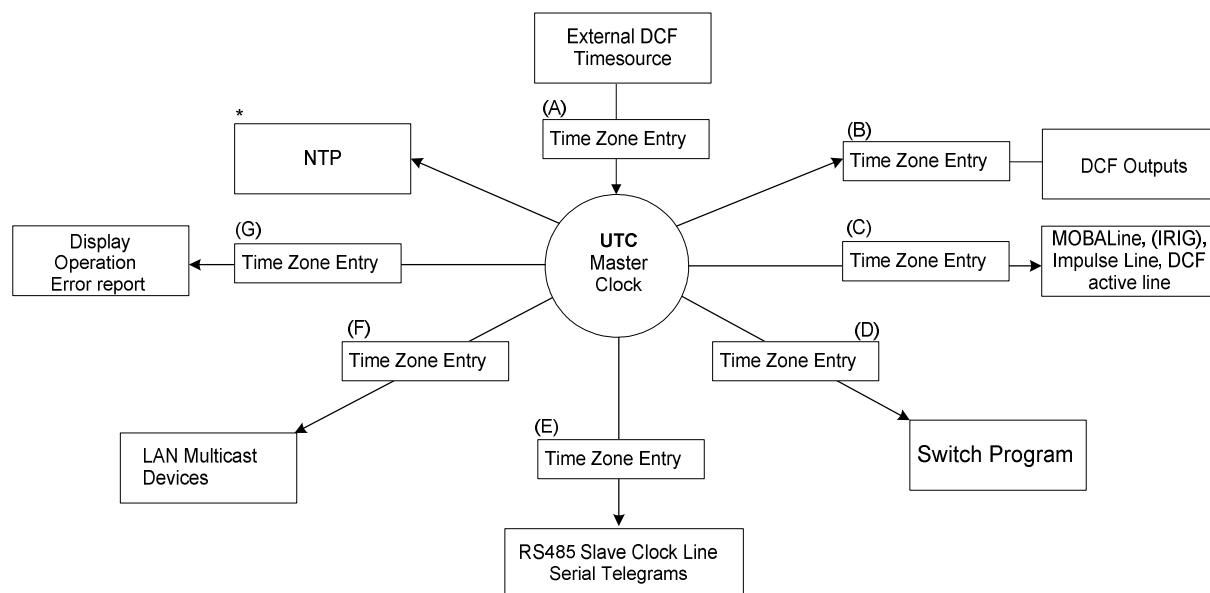 External DCF
Timesource
(A)
Time Zone Entry
*
NTP
(B)
Time Zone Entry
DCF Outputs
(G)
Time Zone Entry
Display
Operation
Error report
UTC
Master
Clock
(C)
Time Zone Entry
MOBALine, (IRIG),
Impulse Line, DCF
active line
(F)
Time Zone Entry
(D)
Time Zone Entry
LAN Multicast
Devices
(E)
Time Zone Entry
Switch Program
RS485 Slave Clock Line
Serial Telegrams